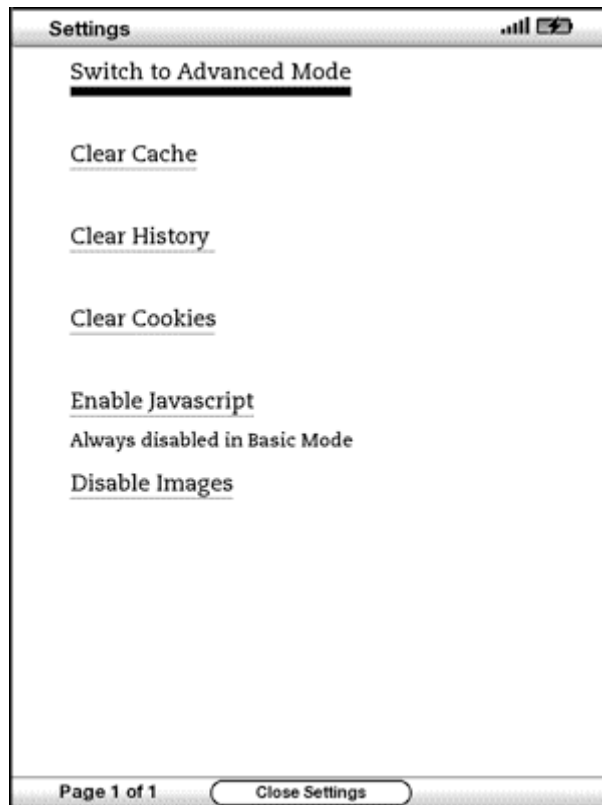 Settings
Switch to Advanced Mode
Clear Cache
Clear History
Clear Cookies
Enable Javascript
Always disabled in Basic Mode
Disable Images
Page 1 of 1 Close Settings